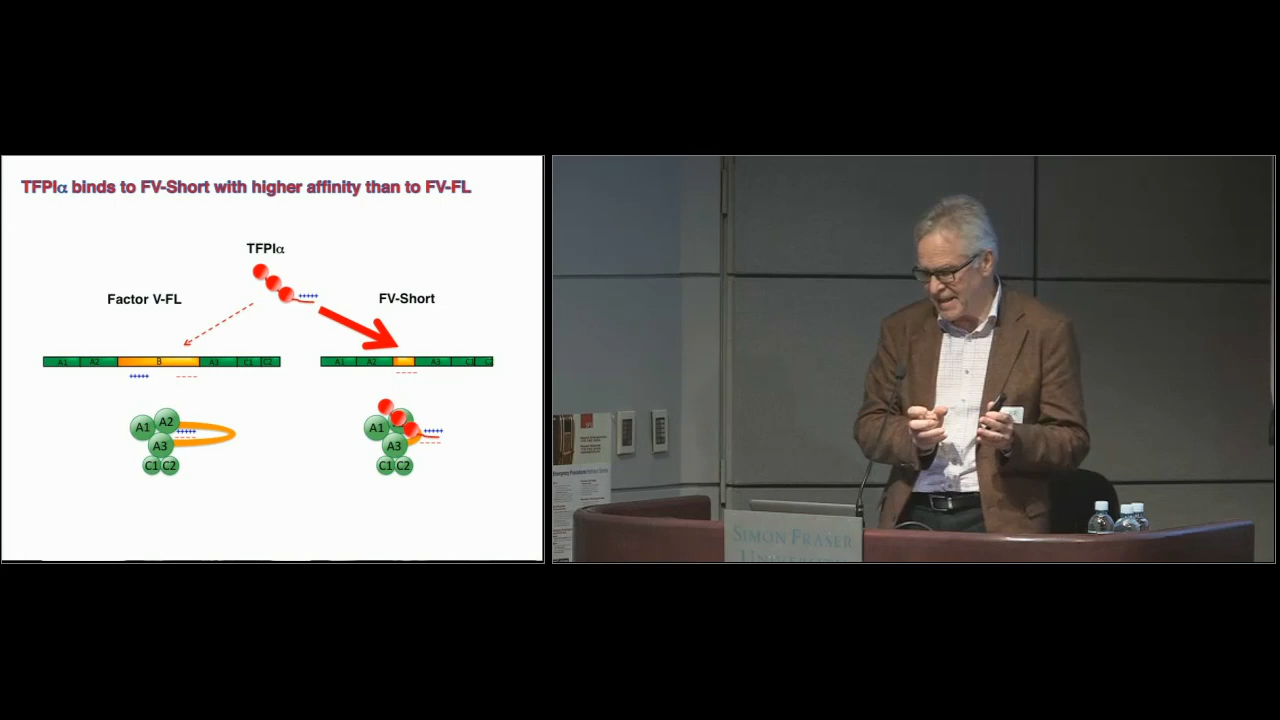 TFPIα binds to FV-Short with higher affinity than to FV-FL
TFPIα
+++++
Factor V-FL
FV-Short
A1 A2 B A3 C1 C2
A1 A2 A3 C1 C2
+++++ ----
----
A1 A2 A3 C1 C2
+++++
----
A1 A3 C1 C2
+++++
----
SIMON FRASER
UNIVERSITY